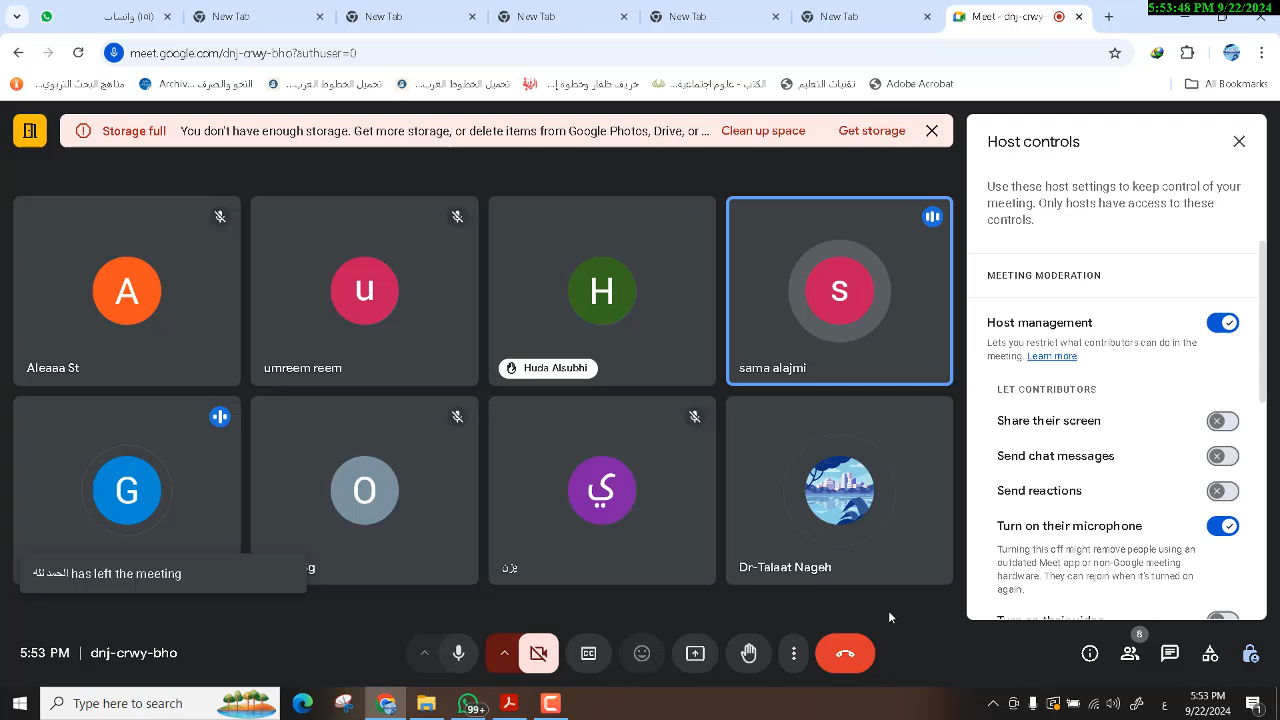 5:53:48 PM 9/22/2024
واتساب
New Tab
New Tab
New Tab
New Tab
New Tab
Meet - dnj-crwy
meet.google.com/dnj-crwy-bho?authuser=0
مناهج اللغة التربوي...
النحو والصرف - Archiv...
تحميل الخطوط العرب...
تحميل الخطوط العرب...
خريف ظفار وخطوة إ...
علوم اجتماعية - مكتب...
تقنيات التعليم
Adobe Acrobat
All Bookmarks
Storage full You don't have enough storage. Get more storage, or delete items from Google Photos, Drive, or ... Clean up space Get storage
A
u
H
s
Aleaaa St
umreem reem
Huda Alsubhi
sama alajmi
G
O
ي
g
يزن
Dr-Talaat Nageh
الحمد لله has left the meeting
Host controls
Use these host settings to keep control of your
meeting. Only hosts have access to these
controls.
MEETING MODERATION
Host management
Lets you restrict what contributors can do in the
meeting. Learn more
LET CONTRIBUTORS
Share their screen
Send chat messages
Send reactions
Turn on their microphone
Turning this off might remove people using an
outdated Meet app or non-Google meeting
hardware. They can rejoin when it's turned on
again.
Turn on their video
5:53 PM | dnj-crwy-bho
CC
8
Type here to search
99+
ع
5:53 PM
9/22/2024